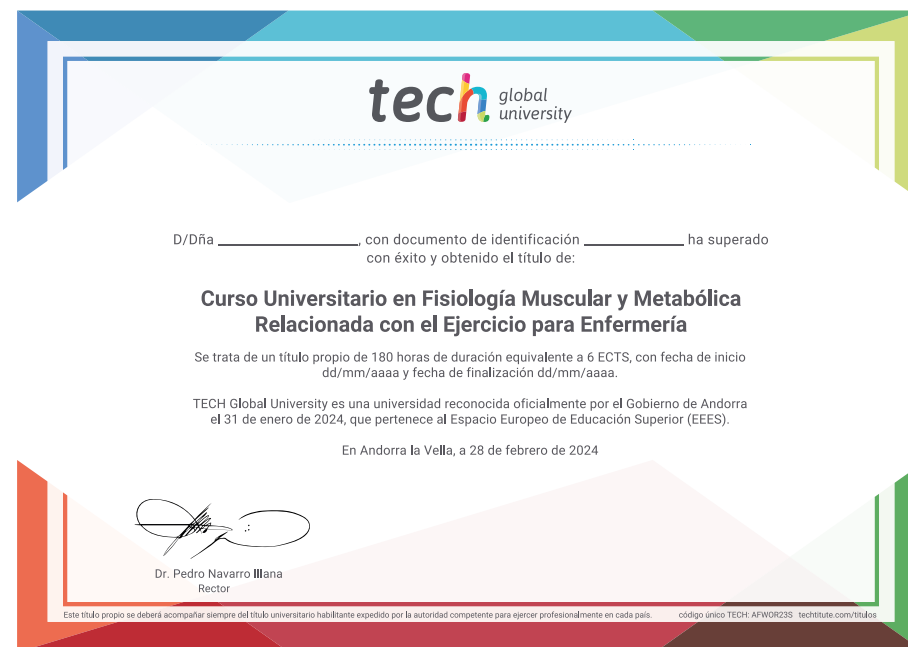 tech global university
D/Dña ____________________, con documento de identificación ______________ ha superado
con éxito y obtenido el título de:
Curso Universitario en Fisiología Muscular y Metabólica
Relacionada con el Ejercicio para Enfermería
Se trata de un título propio de 180 horas de duración equivalente a 6 ECTS, con fecha de inicio
dd/mm/aaaa y fecha de finalización dd/mm/aaaa.
TECH Global University es una universidad reconocida oficialmente por el Gobierno de Andorra
el 31 de enero de 2024, que pertenece al Espacio Europeo de Educación Superior (EEES).
En Andorra la Vella, a 28 de febrero de 2024
Dr. Pedro Navarro Illana
Rector
Este título propio se deberá acompañar siempre del título universitario habilitante expedido por la autoridad competente para ejercer profesionalmente en cada país. código único TECH: AFWOR23S techtitute.com/titulos